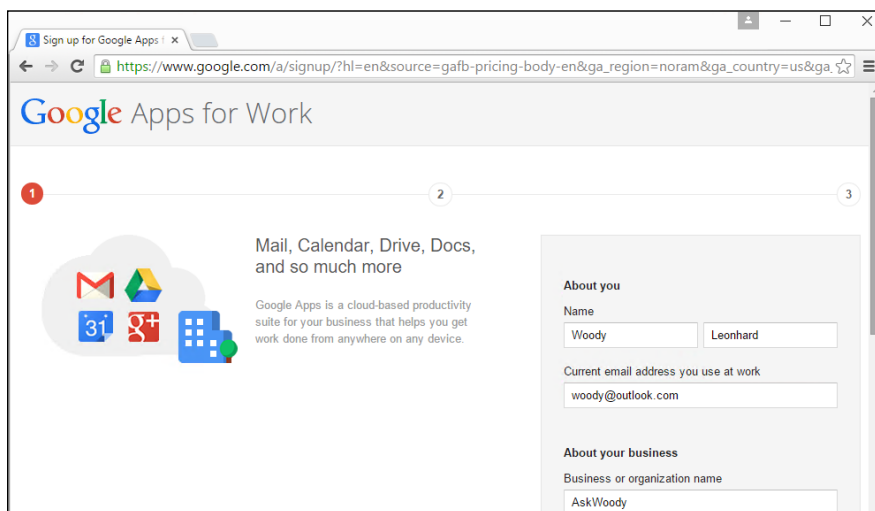 Sign up for Google Apps f
https://www.google.com/a/signup/?hl=en&source=gafb-pricing-body-en&ga_region=noram&ga_country=us&ga_
Google Apps for Work
1
2
3
Mail, Calendar, Drive, Docs,
and so much more
Google Apps is a cloud-based productivity
suite for your business that helps you get
work done from anywhere on any device.
31
g+
About you
Name
Woody
Leonhard
Current email address you use at work
woody@outlook.com
About your business
Business or organization name
AskWoody